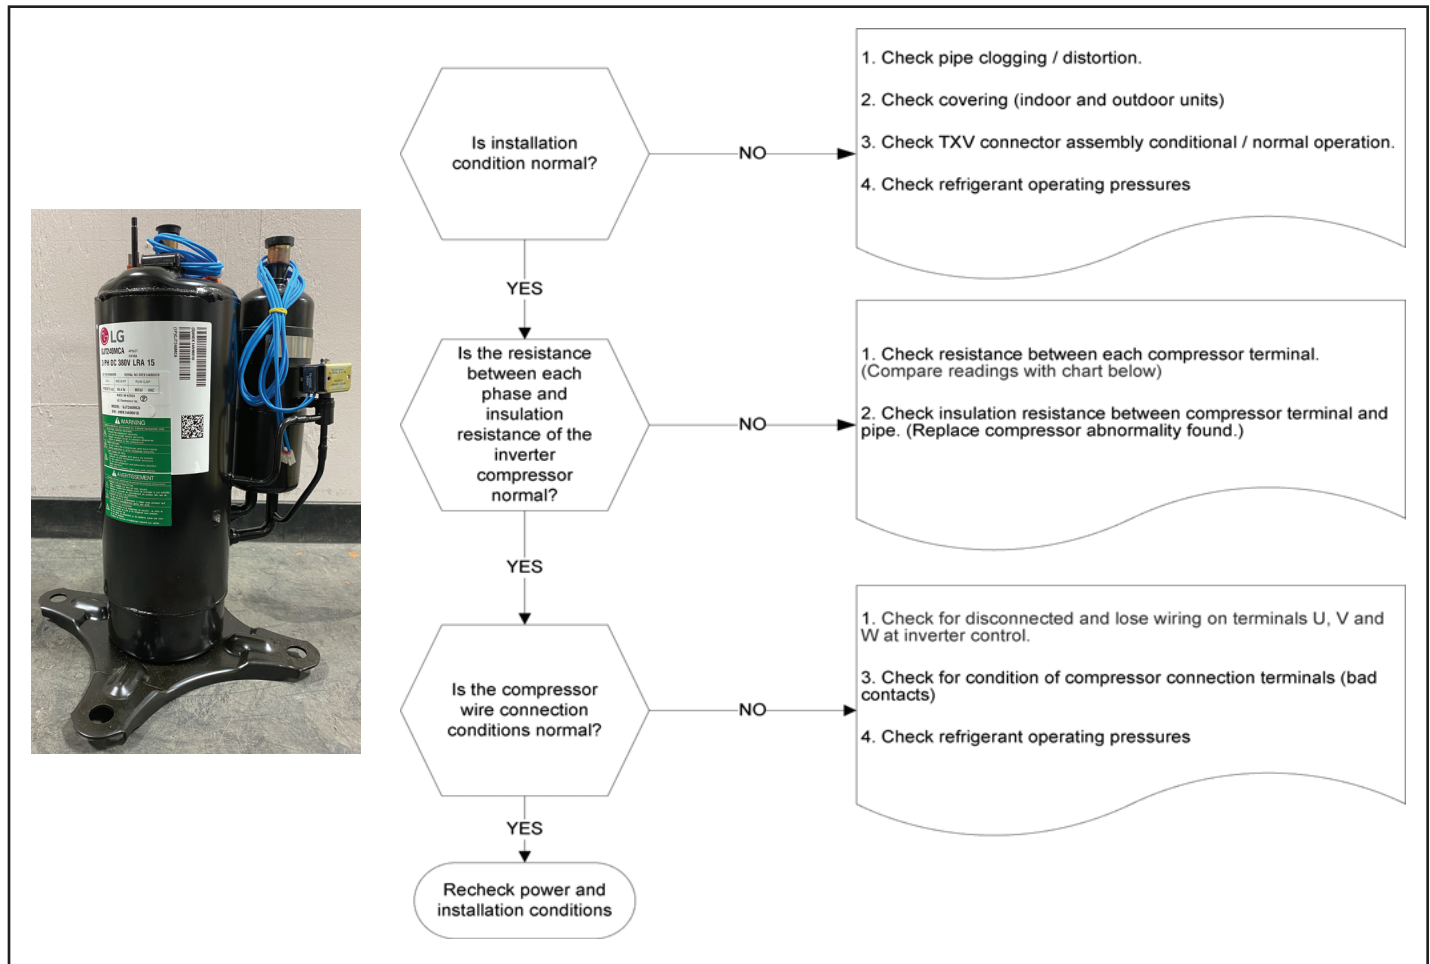 Is installation
condition normal?
NO
1. Check pipe clogging / distortion.
2. Check covering (indoor and outdoor units)
3. Check TXV connector assembly conditional / normal operation.
4. Check refrigerant operating pressures
YES
Is the resistance
between each
phase and
insulation
resistance of the
inverter
compressor
normal?
NO
1. Check resistance between each compressor terminal.
(Compare readings with chart below)
2. Check insulation resistance between compressor terminal and
pipe. (Replace compressor abnormality found.)
YES
Is the compressor
wire connection
conditions normal?
NO
1. Check for disconnected and lose wiring on terminals U, V and
W at inverter control.
3. Check for condition of compressor connection terminals (bad
contacts)
4. Check refrigerant operating pressures
YES
Recheck power and
installation conditions
LG
3 PH DC 380V LRA 15
WARNING
AVERTISSEMENT